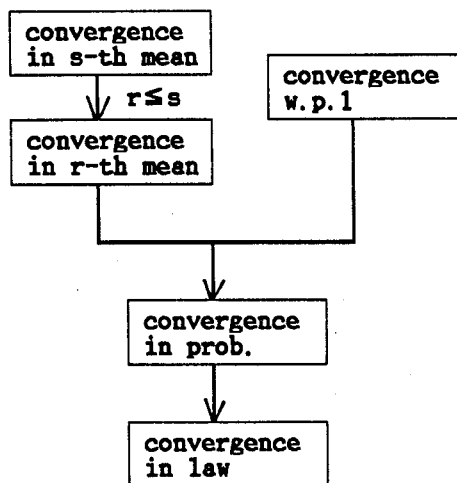 convergence
in s-th mean
r≤s
convergence
w.p.1
convergence
in r-th mean
convergence
in prob.
convergence
in law